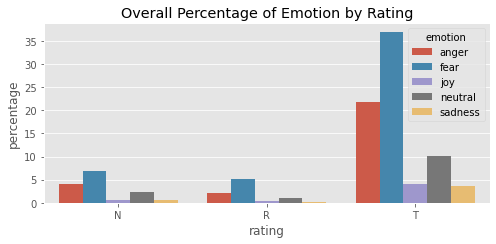 Overall Percentage of Emotion by Rating
percentage
35
30
25
20
15
10
5
0
emotion
anger
fear
joy
neutral
sadness
N
R
T
rating